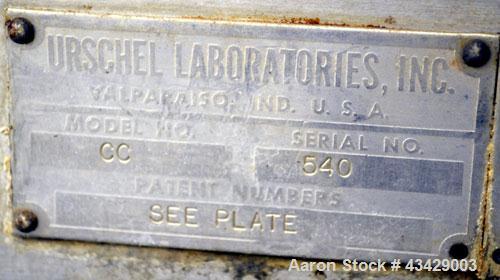 URSCHEL LABORATORIES, INC.
VALPARAISO, IND. U. S. A.
MODEL NO. SERIAL NO.
CC 540
PATENT NUMBERS
SEE PLATE
Aaron Stock # 43429003